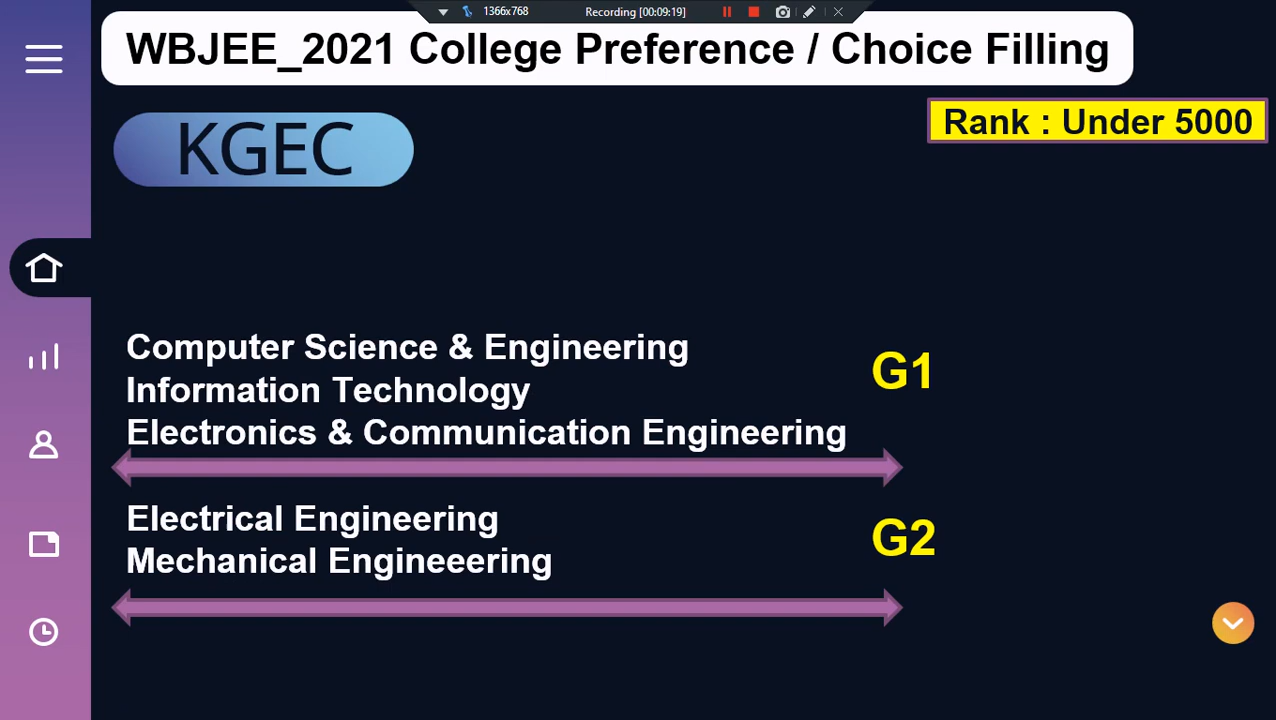 1366x768 Recording [00:09:19]
WBJEE_2021 College Preference / Choice Filling
KGEC
Rank : Under 5000
Computer Science & Engineering
Information Technology
G1
Electronics & Communication Engineering
Electrical Engineering
G2
Mechanical Engineeering